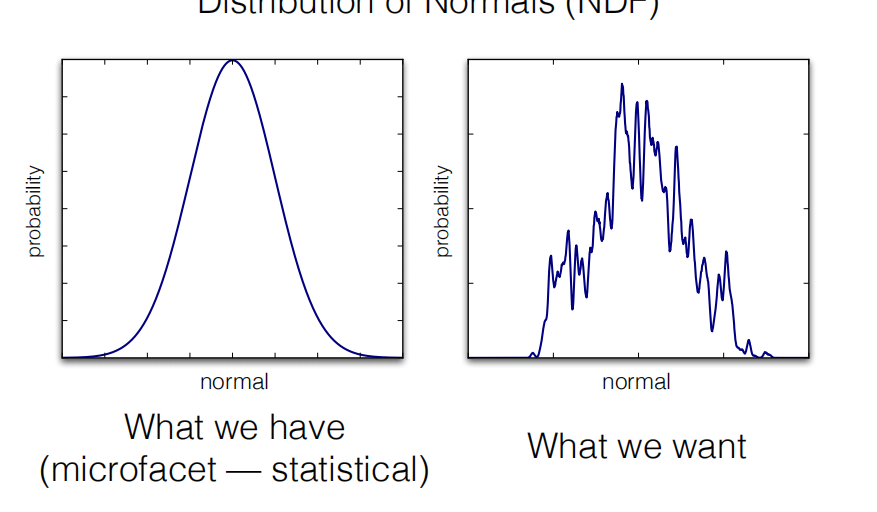 Distribution of Normals (NDF)
probability
normal
probability
normal
What we have
(microfacet — statistical)
What we want